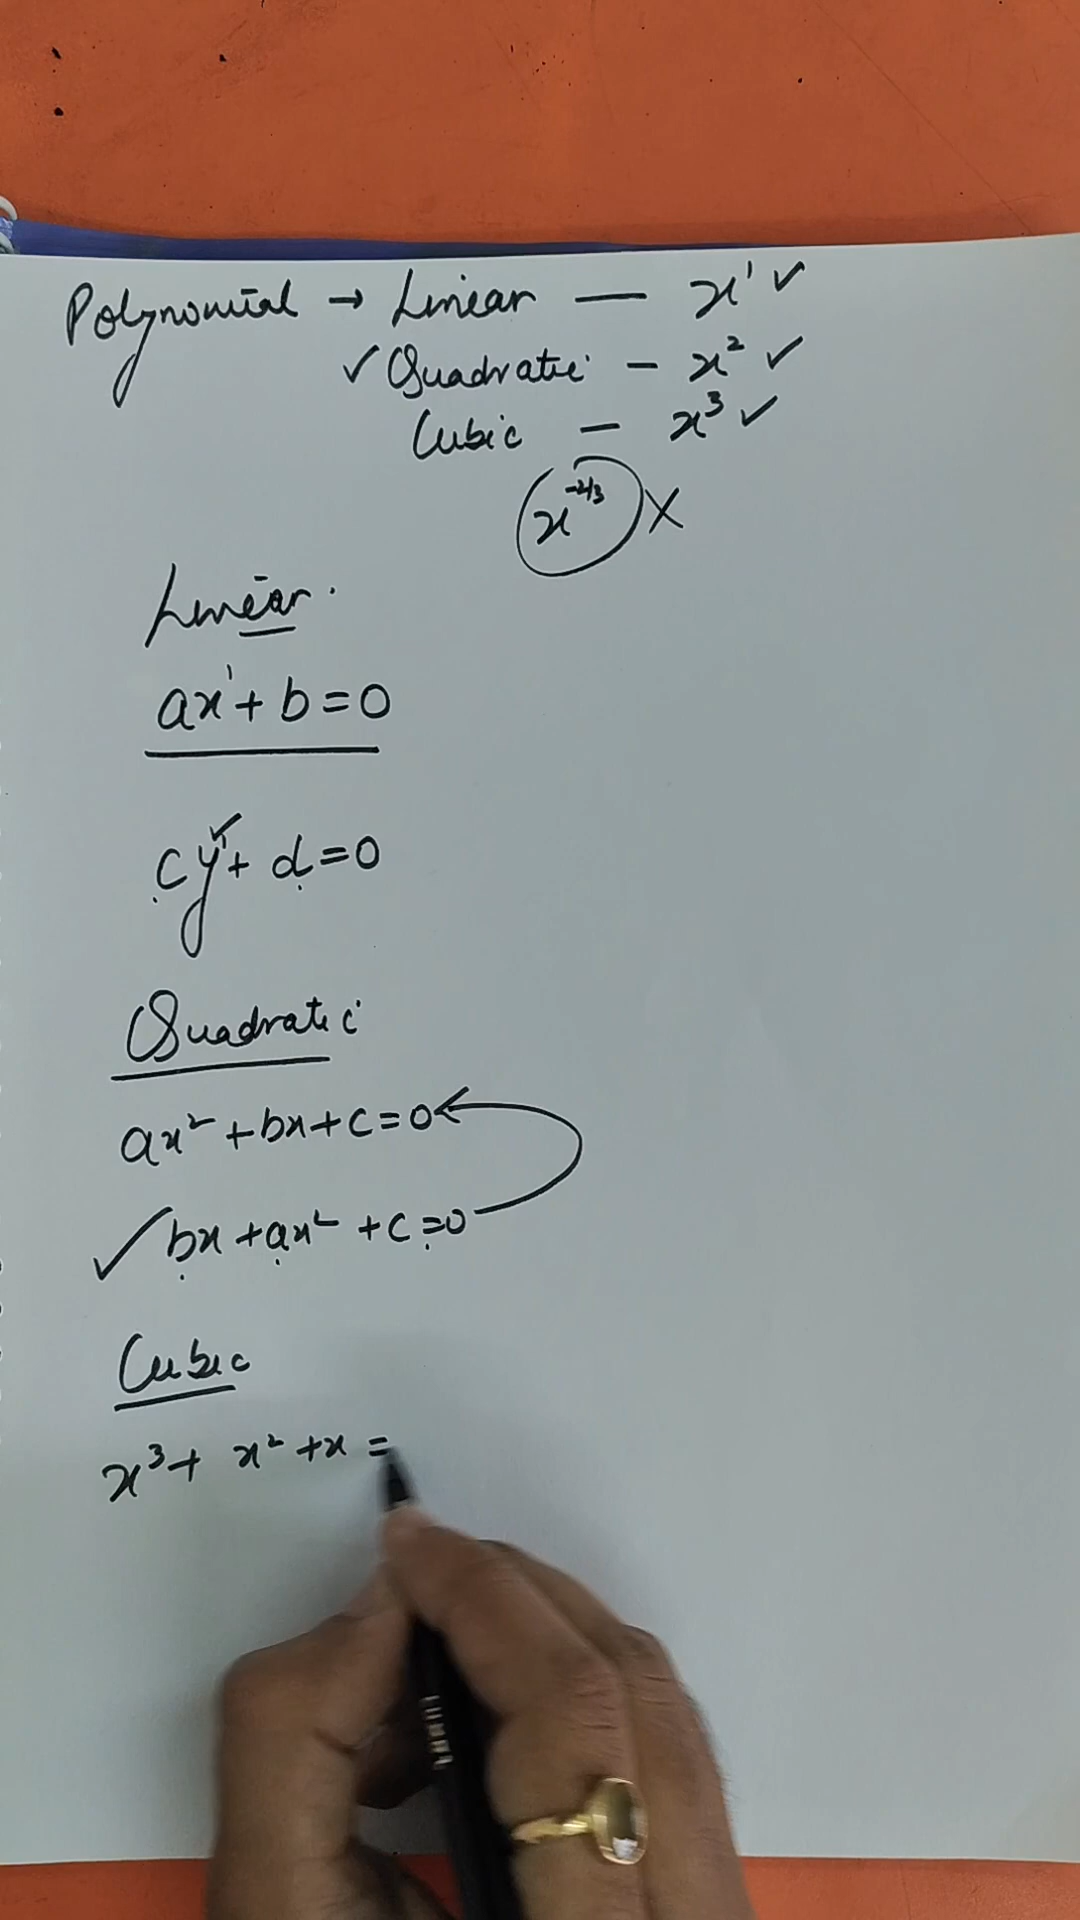 Polynomial → Linear — x¹ ✓
✓ Quadratic – x² ✓
Cubic – x³ ✓
x^-2/3 X
Linear.
ax¹ + b = 0
cy¹ + d = 0
Quadratic
ax² + bx + c = 0
✓ bx + ax² + c = 0
Cubic
x³ + x² + x =